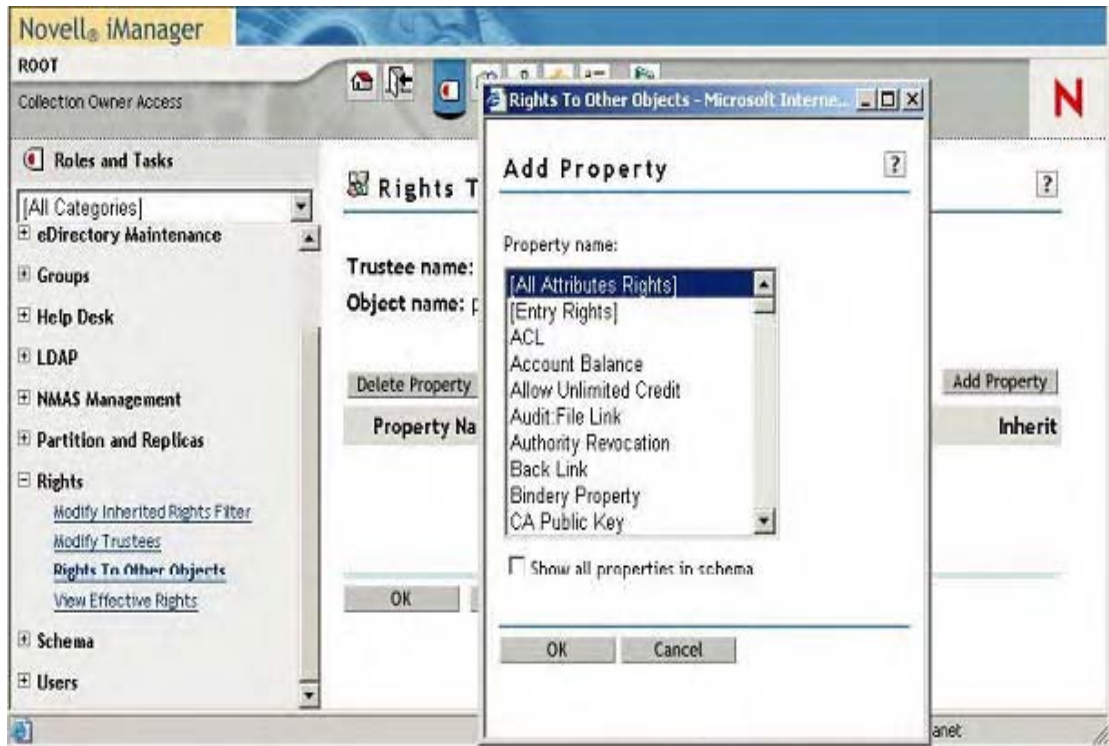 Novell® iManager
ROOT
Collection Owner Access
N
Roles and Tasks
[All Categories]
eDirectory Maintenance
Groups
Help Desk
LDAP
NMAS Management
Partition and Replicas
Rights
Modify Inherited Rights Filter
Modify Trustees
Rights To Other Objects
View Effective Rights
Schema
Users
Rights T
?
Trustee name:
Object name: p
Delete Property
Add Property
Property Na
Inherit
OK
Rights To Other Objects - Microsoft Interne...
Add Property
?
Property name:
[All Attributes Rights]
[Entry Rights]
ACL
Account Balance
Allow Unlimited Credit
Audit:File Link
Authority Revocation
Back Link
Bindery Property
CA Public Key
Show all properties in schema
OK
Cancel
anet